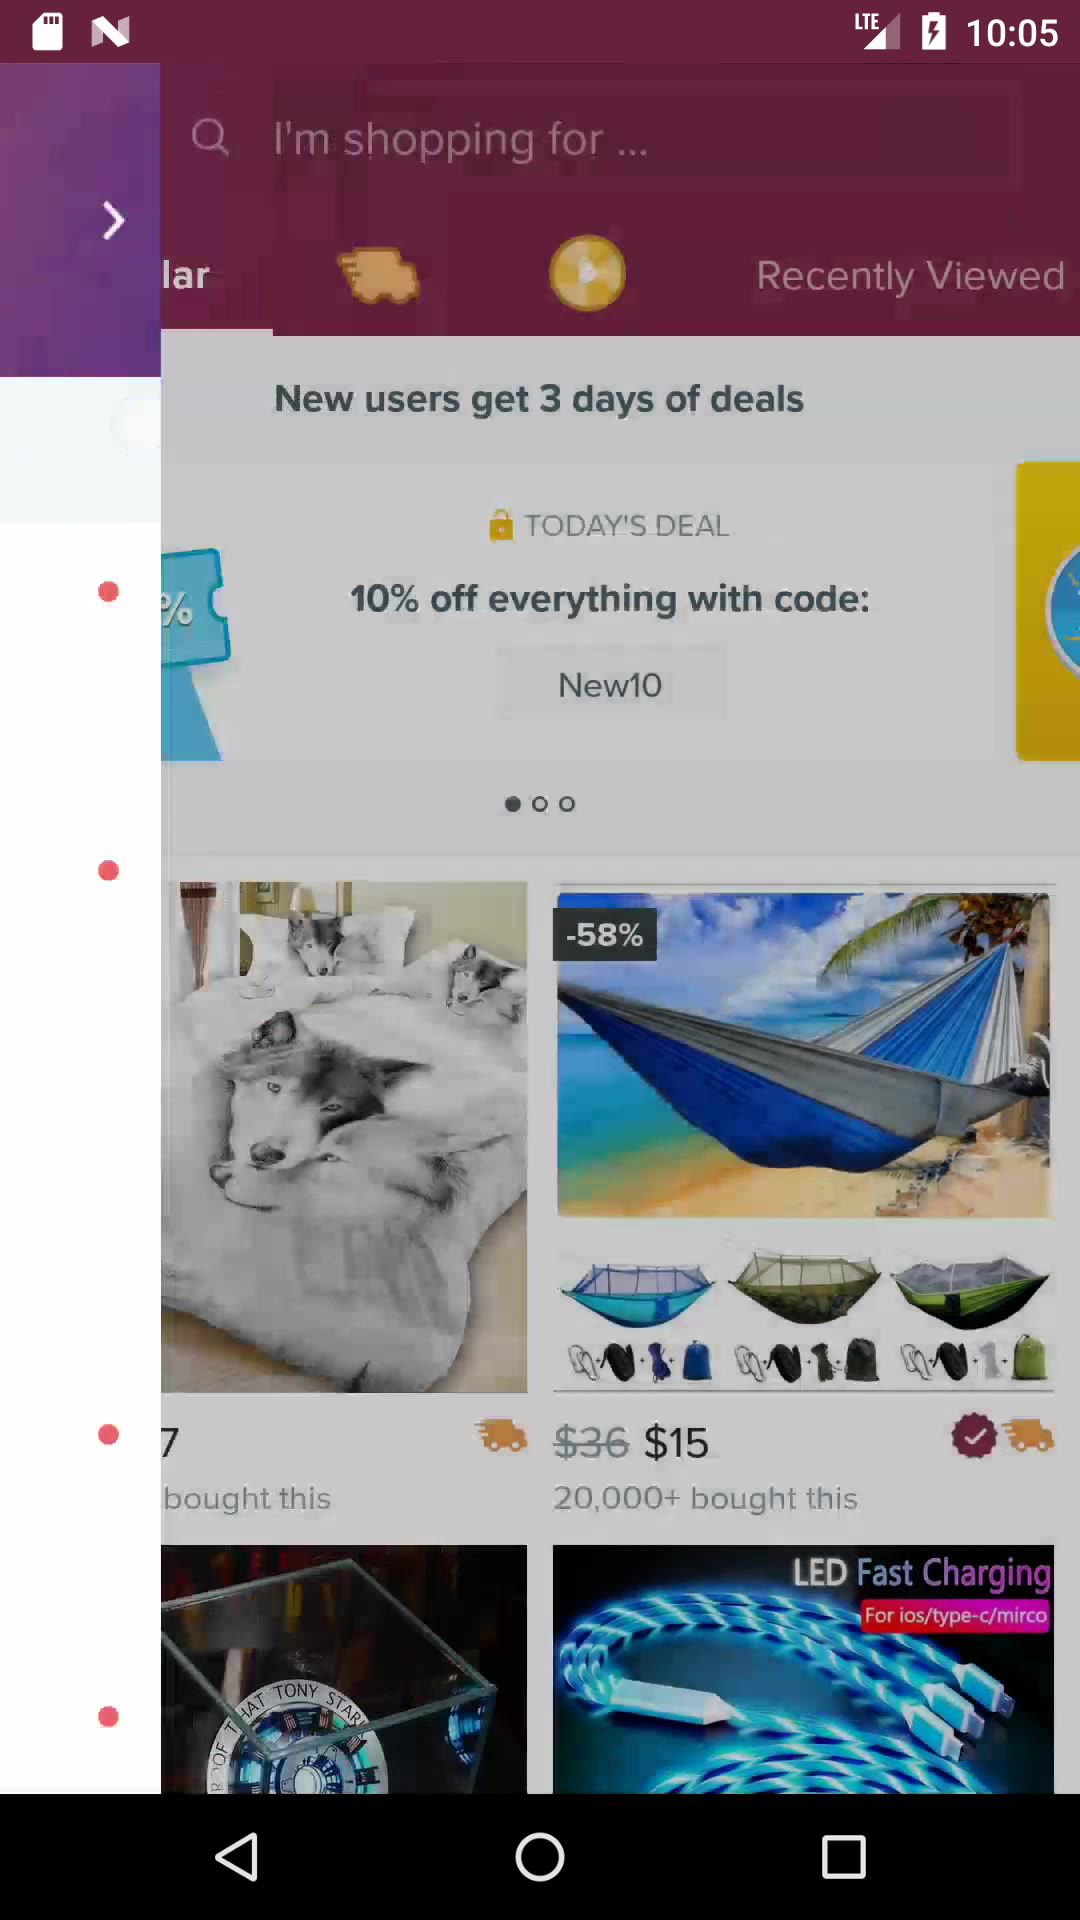 LTE 10:05
I'm shopping for ...
lar
Recently Viewed
New users get 3 days of deals
TODAY'S DEAL
%
10% off everything with code:
New10
-58%
7
$36 $15
bought this
20,000+ bought this
LED Fast Charging
For ios/type-c/mirco
OF THAT TONY STAR